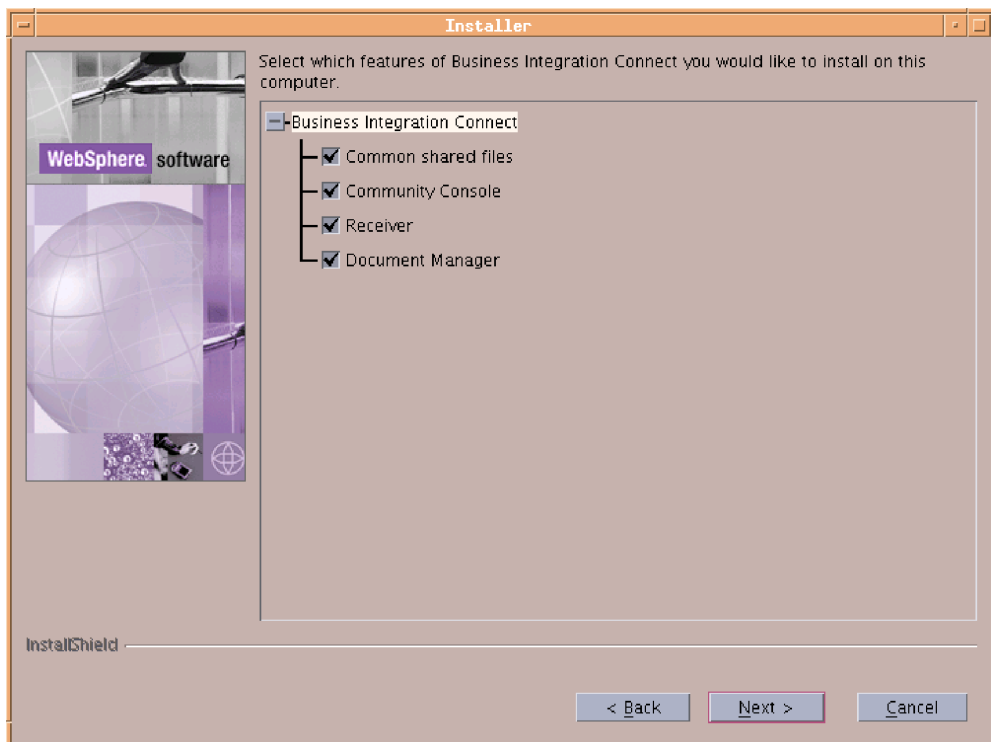 Installer
Select which features of Business Integration Connect you would like to install on this
computer.
WebSphere. software
Business Integration Connect
Common shared files
Community Console
Receiver
Document Manager
InstallShield
< Back
Next >
Cancel